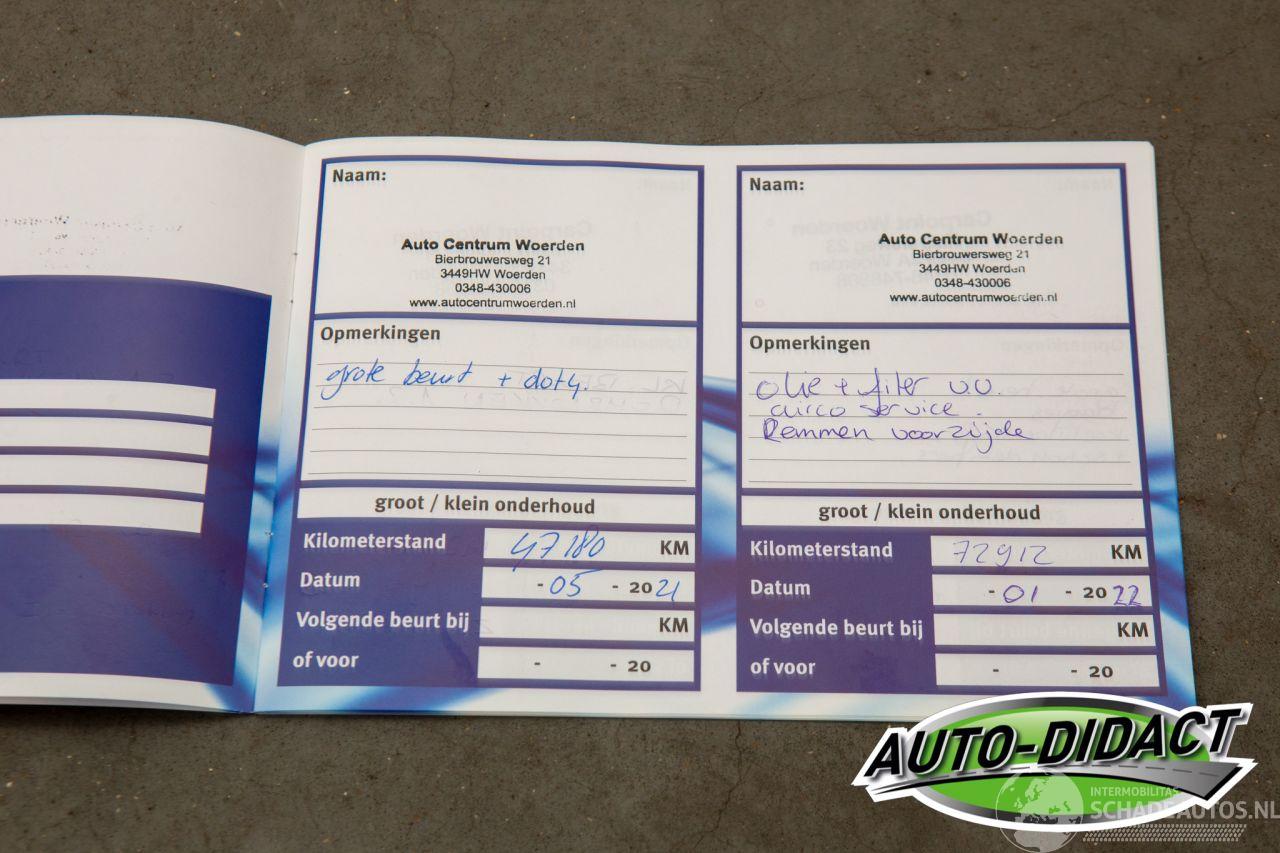 Naam:
Auto Centrum Woerden
Bierbrouwersweg 21
3449HW Woerden
0348-430006
www.autocentrumwoerden.nl
Opmerkingen
grote beurt + dot4.
groot / klein onderhoud
Kilometerstand 47180 KM
Datum - 05 - 2021
Volgende beurt bij KM
of voor - - 20
Naam:
Auto Centrum Woerden
Bierbrouwersweg 21
3449HW Woerden
0348-430006
www.autocentrumwoerden.nl
Opmerkingen
olie + filter v.v.
airco service.
Remmen voorzijde
groot / klein onderhoud
Kilometerstand 72912 KM
Datum - 01 - 2022
Volgende beurt bij KM
of voor - - 20
AUTO-DIDACT
INTERMOBILITAS
SCHADEAUTOS.NL